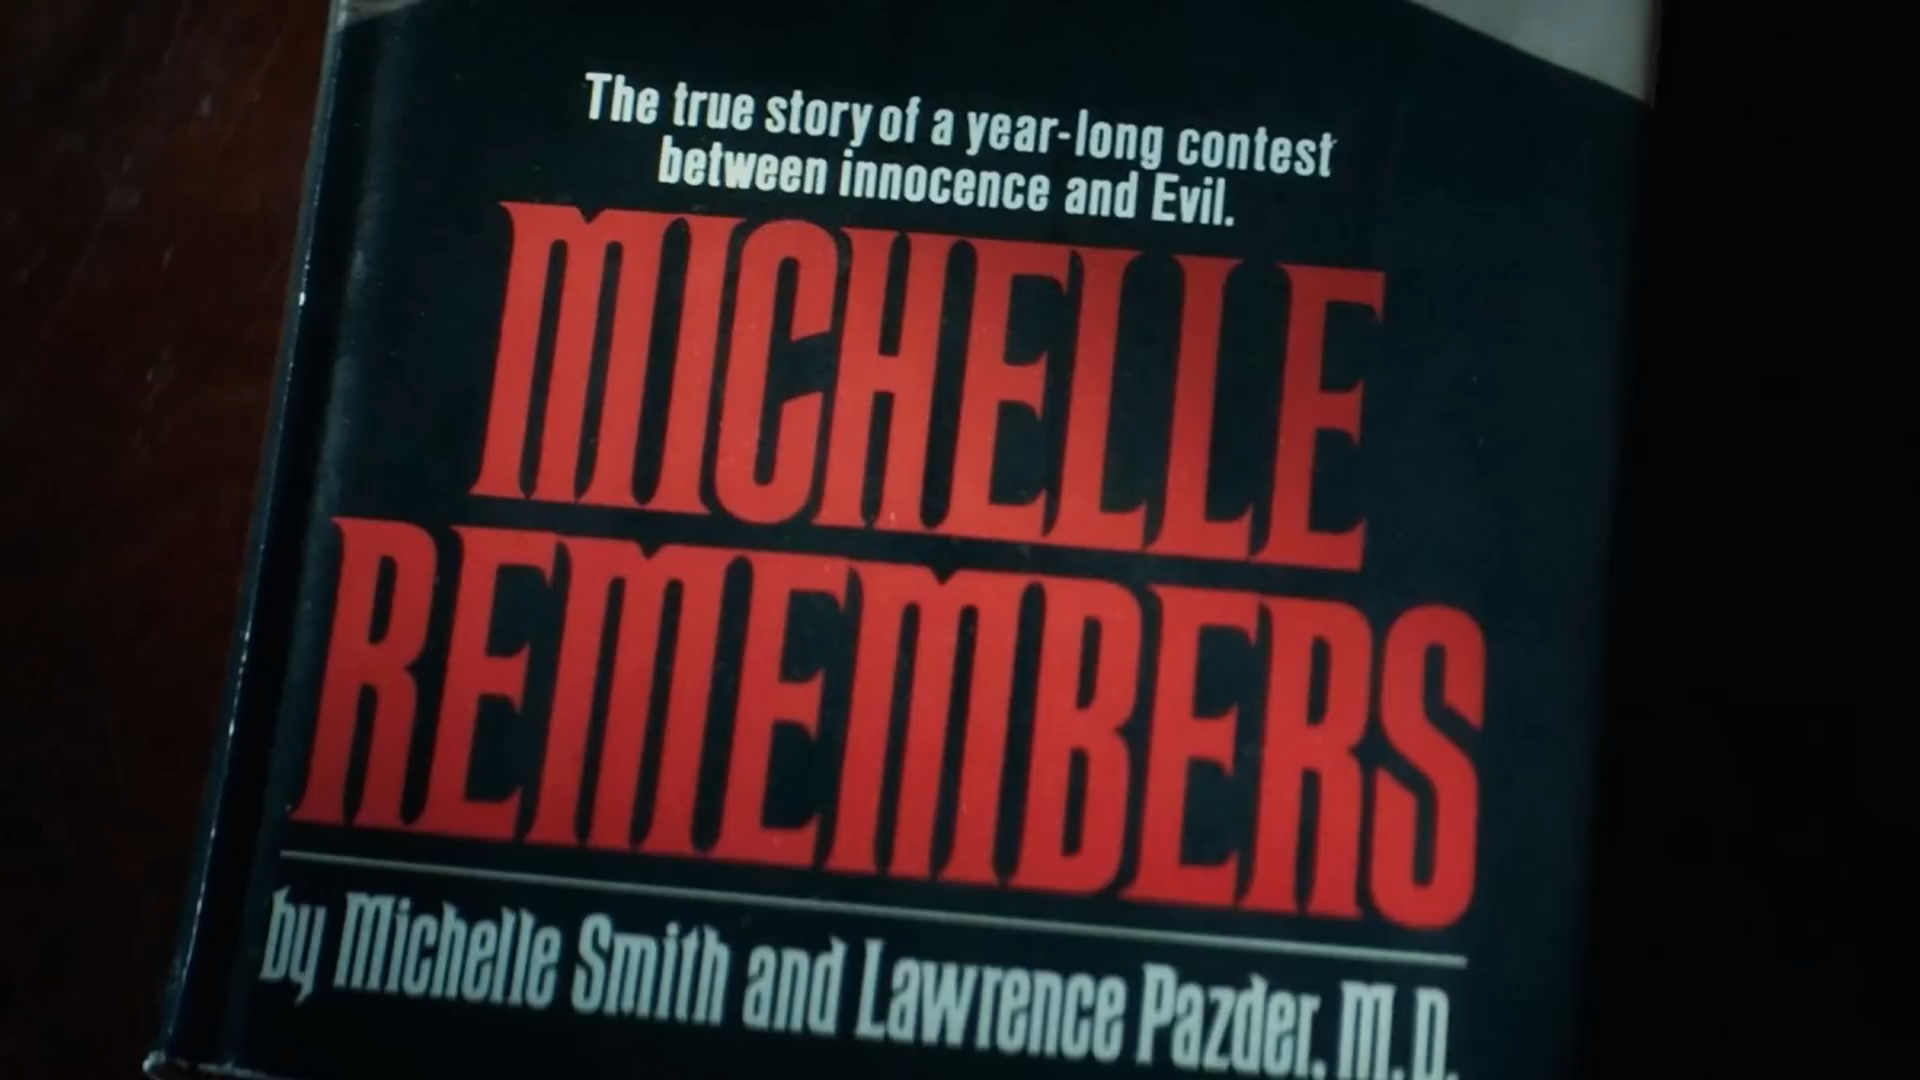 The true story of a year-long contest
between innocence and Evil.
MICHELLE
REMEMBERS
by Michelle Smith and Lawrence Pazder, M.D.